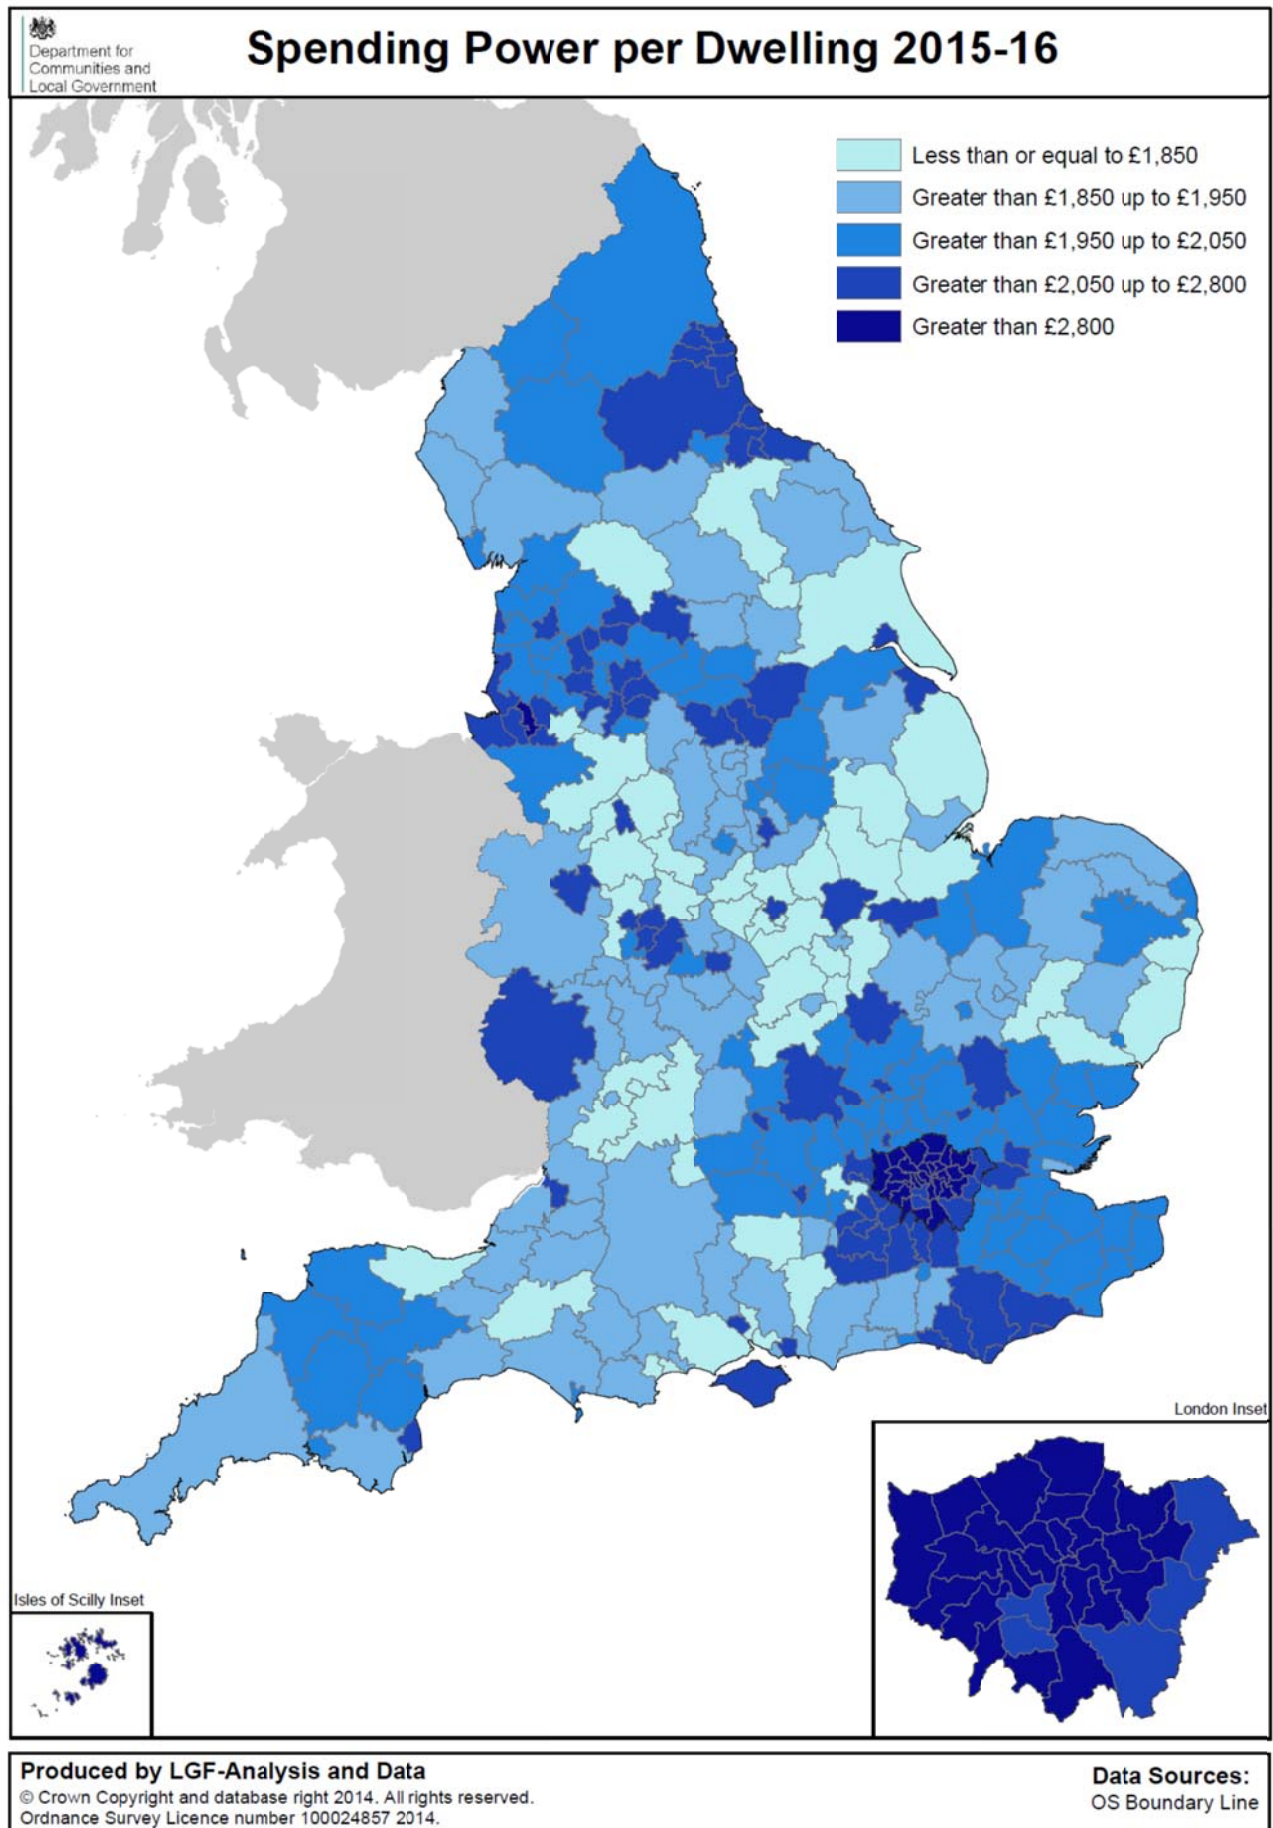 Department for
Communities and
Local Government
Spending Power per Dwelling 2015-16
Less than or equal to £1,850
Greater than £1,850 up to £1,950
Greater than £1,950 up to £2,050
Greater than £2,050 up to £2,800
Greater than £2,800
London Inset
Isles of Scilly Inset
Produced by LGF-Analysis and Data
© Crown Copyright and database right 2014. All rights reserved.
Ordnance Survey Licence number 100024857 2014.
Data Sources:
OS Boundary Line